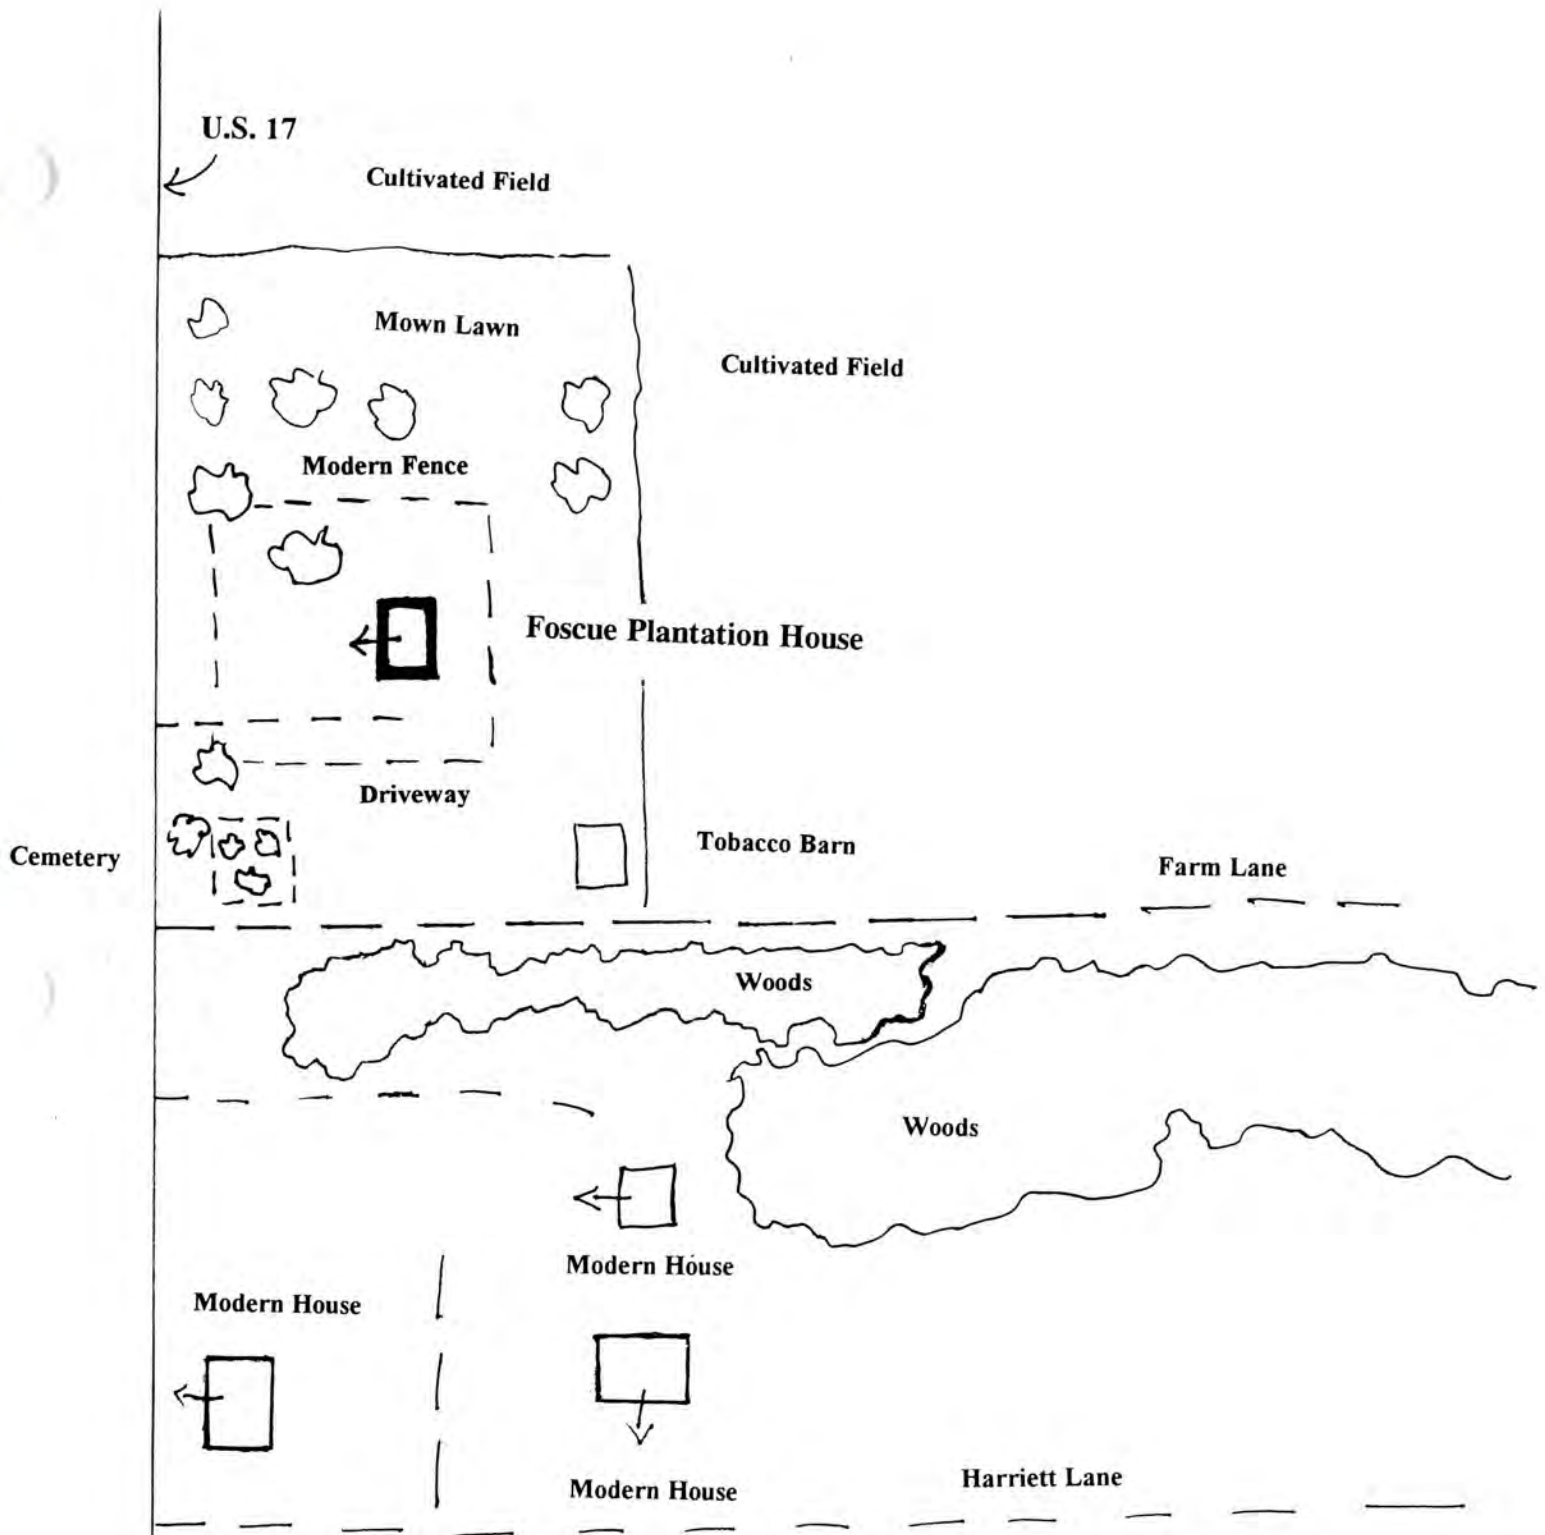 U.S. 17
Cultivated Field
Mown Lawn
Cultivated Field
Modern Fence
Foscue Plantation House
Driveway
Tobacco Barn
Cemetery
Farm Lane
Woods
Woods
Modern House
Modern House
Harriett Lane
Modern House